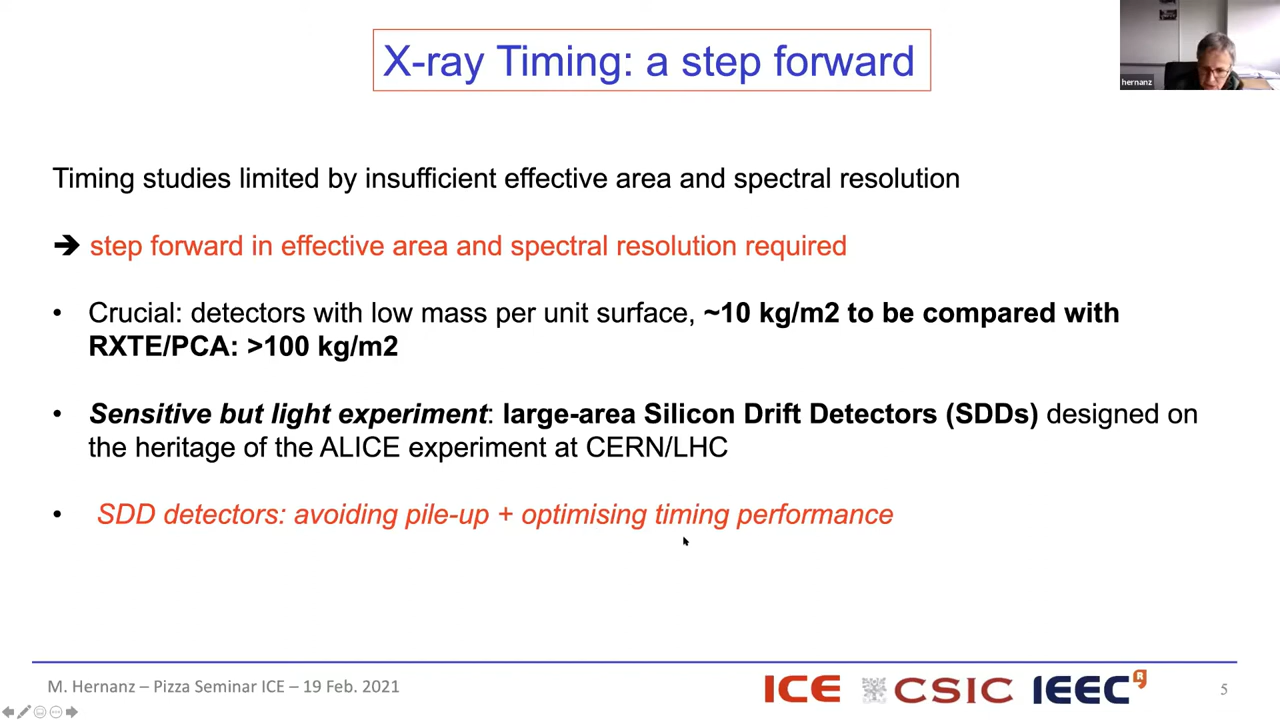 X-ray Timing: a step forward
hernanz
Timing studies limited by insufficient effective area and spectral resolution
➔ step forward in effective area and spectral resolution required
• Crucial: detectors with low mass per unit surface, ~10 kg/m2 to be compared with
RXTE/PCA: >100 kg/m2
• Sensitive but light experiment: large-area Silicon Drift Detectors (SDDs) designed on
the heritage of the ALICE experiment at CERN/LHC
• SDD detectors: avoiding pile-up + optimising timing performance
M. Hernanz – Pizza Seminar ICE – 19 Feb. 2021
ICE CSIC IEEC R
5